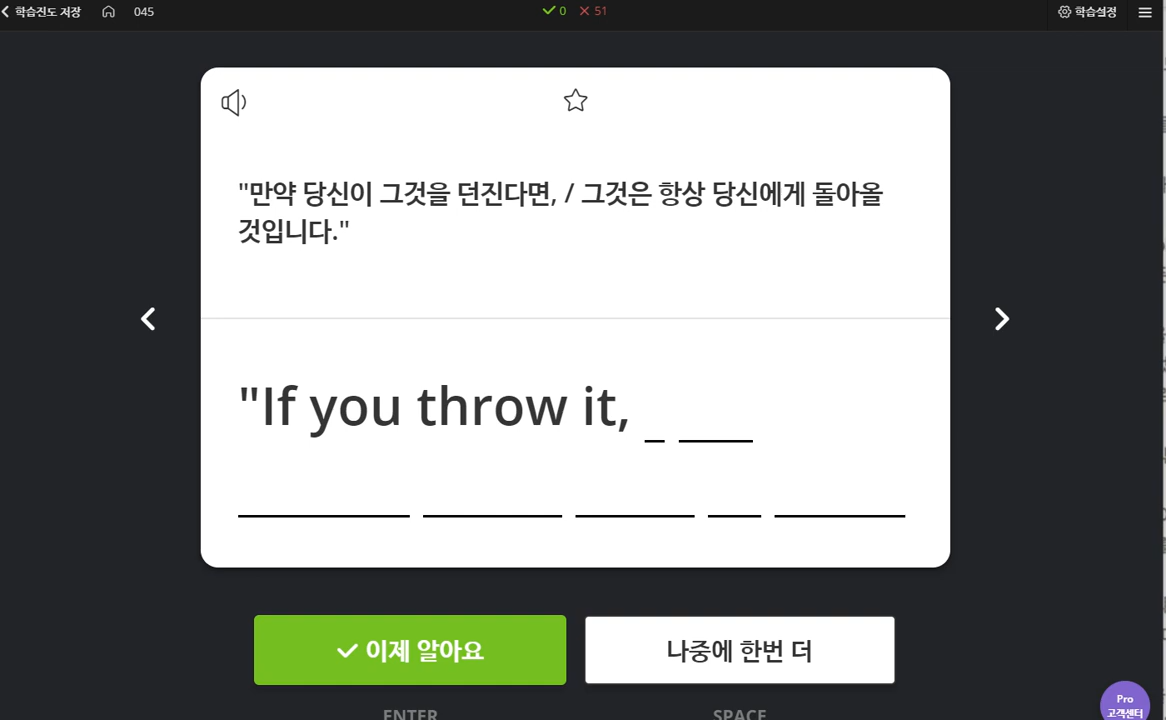 학습진도 저장
045
0
51
학습설정
"만약 당신이 그것을 던진다면, / 그것은 항상 당신에게 돌아올
것입니다."
"If you throw it,
이제 알아요
나중에 한번 더
ENTER
SPACE
Pro
고객센터